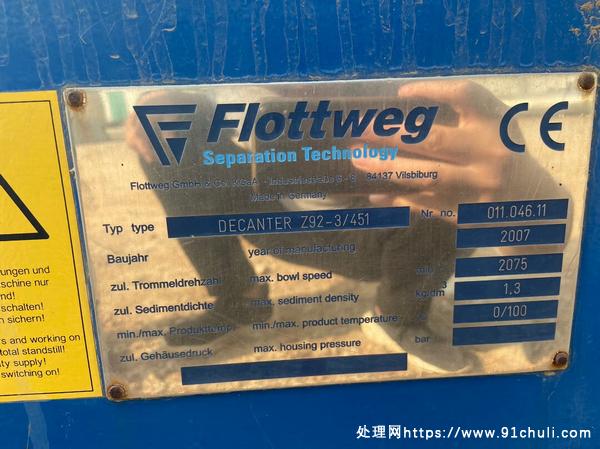 Flottweg
Separation Technology
CE
Flottweg GmbH & Co. KGaA - Industriestraße 6 - 8 84137 Vilsbiburg
Made in Germany
Typ type DECANTER Z92-3/451 Nr no. 011.046.11
Baujahr year of manufacturing 2007
zul. Trommeldrehzahl max. bowl speed 2075
zul. Sedimentdichte max. sediment density kg/dm³ 1,3
min./max. Produkttemp. min./max. product temperature 0/100
zul. Gehäusedruck max. housing pressure bar
ungen und
schine nur
nd!
schalten!
n sichern!
rs and working on
total standstill!
ty supply!
switching on!
处理网https://www.91chuli.com/